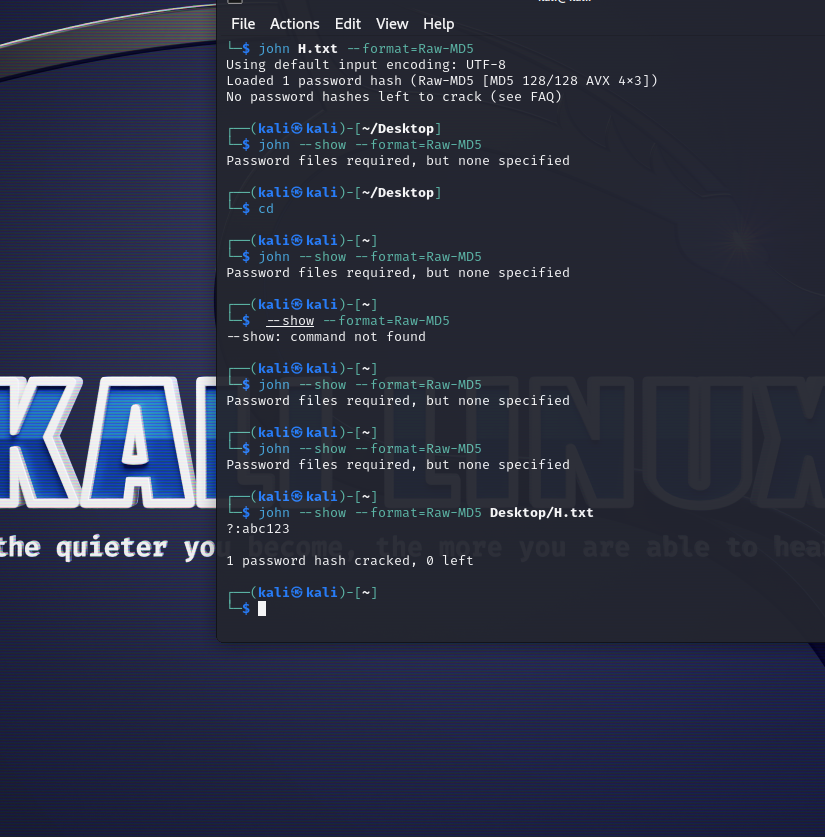 File Actions Edit View Help
└─$ john H.txt --format=Raw-MD5
Using default input encoding: UTF-8
Loaded 1 password hash (Raw-MD5 [MD5 128/128 AVX 4×3])
No password hashes left to crack (see FAQ)
┌──(kali㉿kali)-[~/Desktop]
└─$ john --show --format=Raw-MD5
Password files required, but none specified
┌──(kali㉿kali)-[~/Desktop]
└─$ cd
┌──(kali㉿kali)-[~]
└─$ john --show --format=Raw-MD5
Password files required, but none specified
┌──(kali㉿kali)-[~]
└─$  --show --format=Raw-MD5
--show: command not found
┌──(kali㉿kali)-[~]
└─$ john --show --format=Raw-MD5
Password files required, but none specified
┌──(kali㉿kali)-[~]
└─$ john --show --format=Raw-MD5
Password files required, but none specified
┌──(kali㉿kali)-[~]
└─$ john --show --format=Raw-MD5 Desktop/H.txt
?:abc123
1 password hash cracked, 0 left
┌──(kali㉿kali)-[~]
└─$
KALI LINUX
the quieter you become, the more you are able to hear